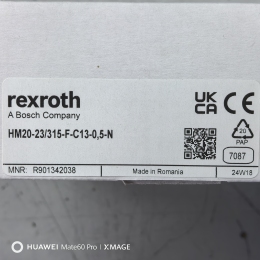 rexroth
A Bosch Company
UK
CA
CE
HM20-23/315-F-C13-0,5-N
20
PAP
7087
MNR: R901342038
Made in Romania
24W18
HUAWEI Mate60 Pro | XMAGE